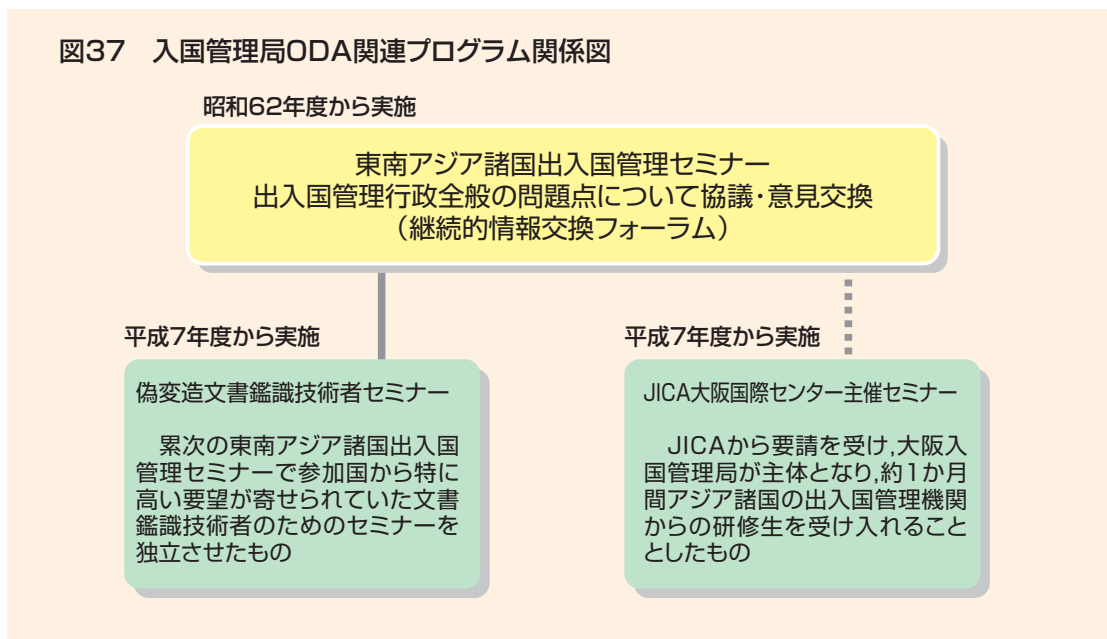 図37　入国管理局ODA関連プログラム関係図
昭和62年度から実施
東南アジア諸国出入国管理セミナー
出入国管理行政全般の問題点について協議・意見交換
（継続的情報交換フォーラム）
平成7年度から実施
偽変造文書鑑識技術者セミナー
　累次の東南アジア諸国出入国
管理セミナーで参加国から特に
高い要望が寄せられていた文書
鑑識技術者のためのセミナーを
独立させたもの
平成7年度から実施
JICA大阪国際センター主催セミナー
　JICAから要請を受け,大阪入
国管理局が主体となり,約1か月
間アジア諸国の出入国管理機関
からの研修生を受け入れること
としたもの